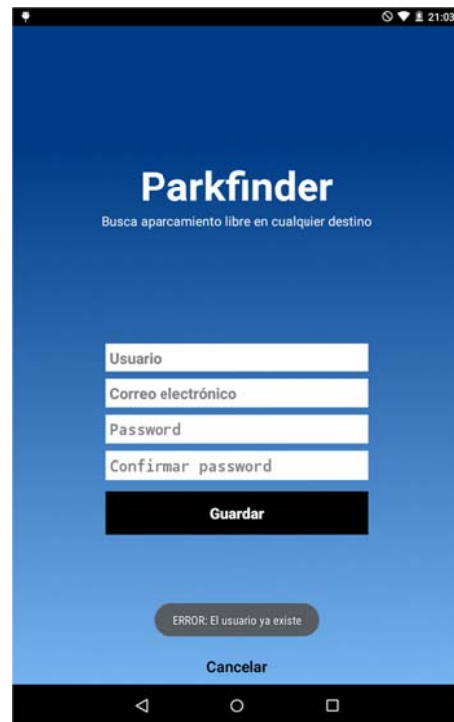 21:03
Parkfinder
Busca aparcamiento libre en cualquier destino
Usuario
Correo electrónico
Password
Confirmar password
Guardar
ERROR: El usuario ya existe
Cancelar